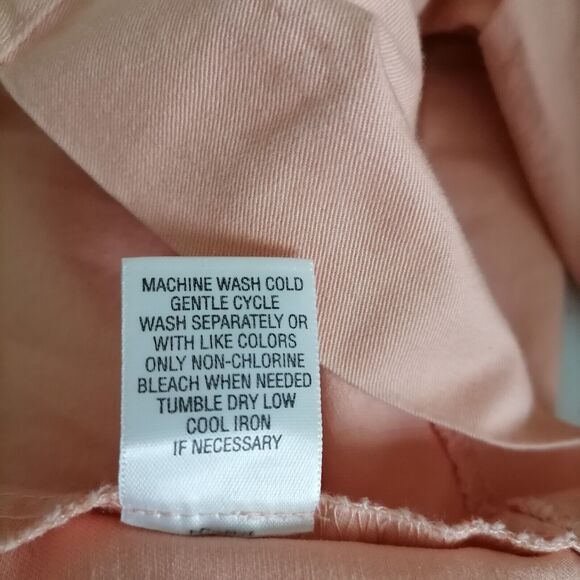 MACHINE WASH COLD
GENTLE CYCLE
WASH SEPARATELY OR
WITH LIKE COLORS
ONLY NON-CHLORINE
BLEACH WHEN NEEDED
TUMBLE DRY LOW
COOL IRON
IF NECESSARY